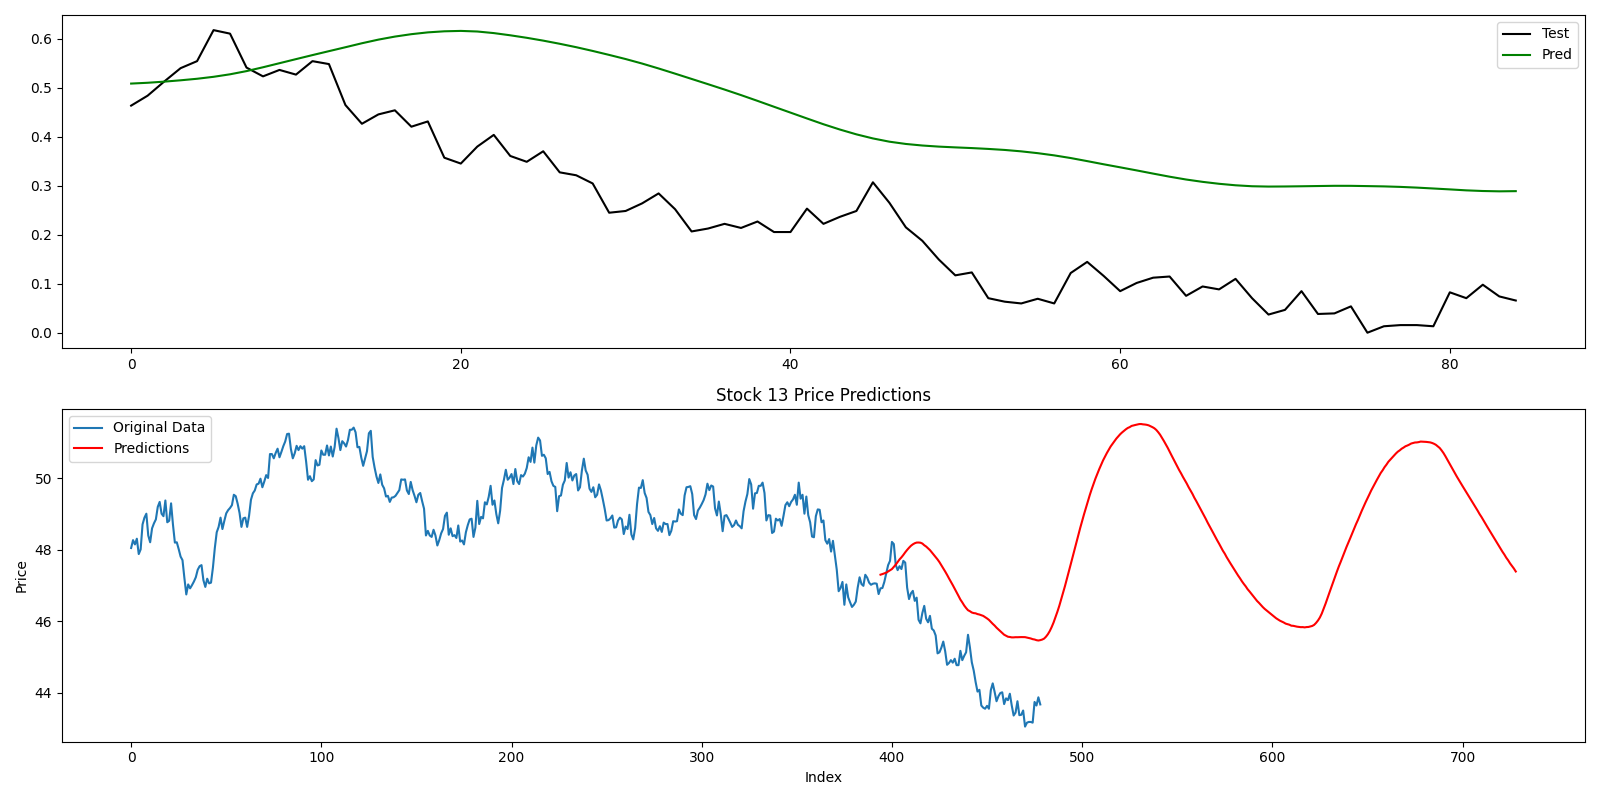 0.6
0.5
0.4
0.3
0.2
0.1
0.0
Test
Pred
0 20 40 60 80
Stock 13 Price Predictions
Original Data
Predictions
Price
50
48
46
44
0 100 200 300 400 500 600 700
Index